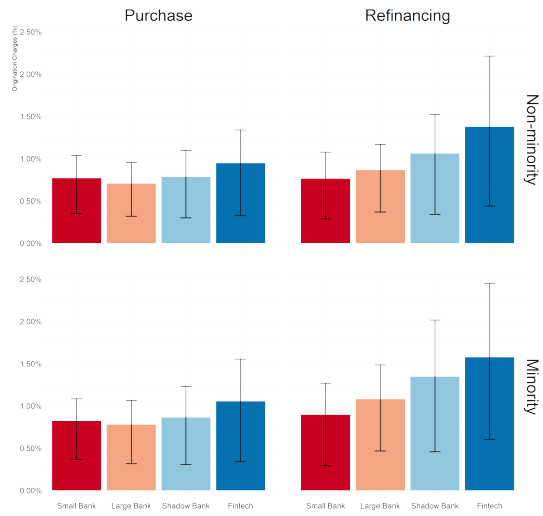 Purchase Refinancing
Origination Charges (%)
2.50%
2.00%
1.50%
1.00%
0.50%
0.00%
Non-minority
2.50%
2.00%
1.50%
1.00%
0.50%
0.00%
Minority
Small Bank Large Bank Shadow Bank Fintech Small Bank Large Bank Shadow Bank Fintech